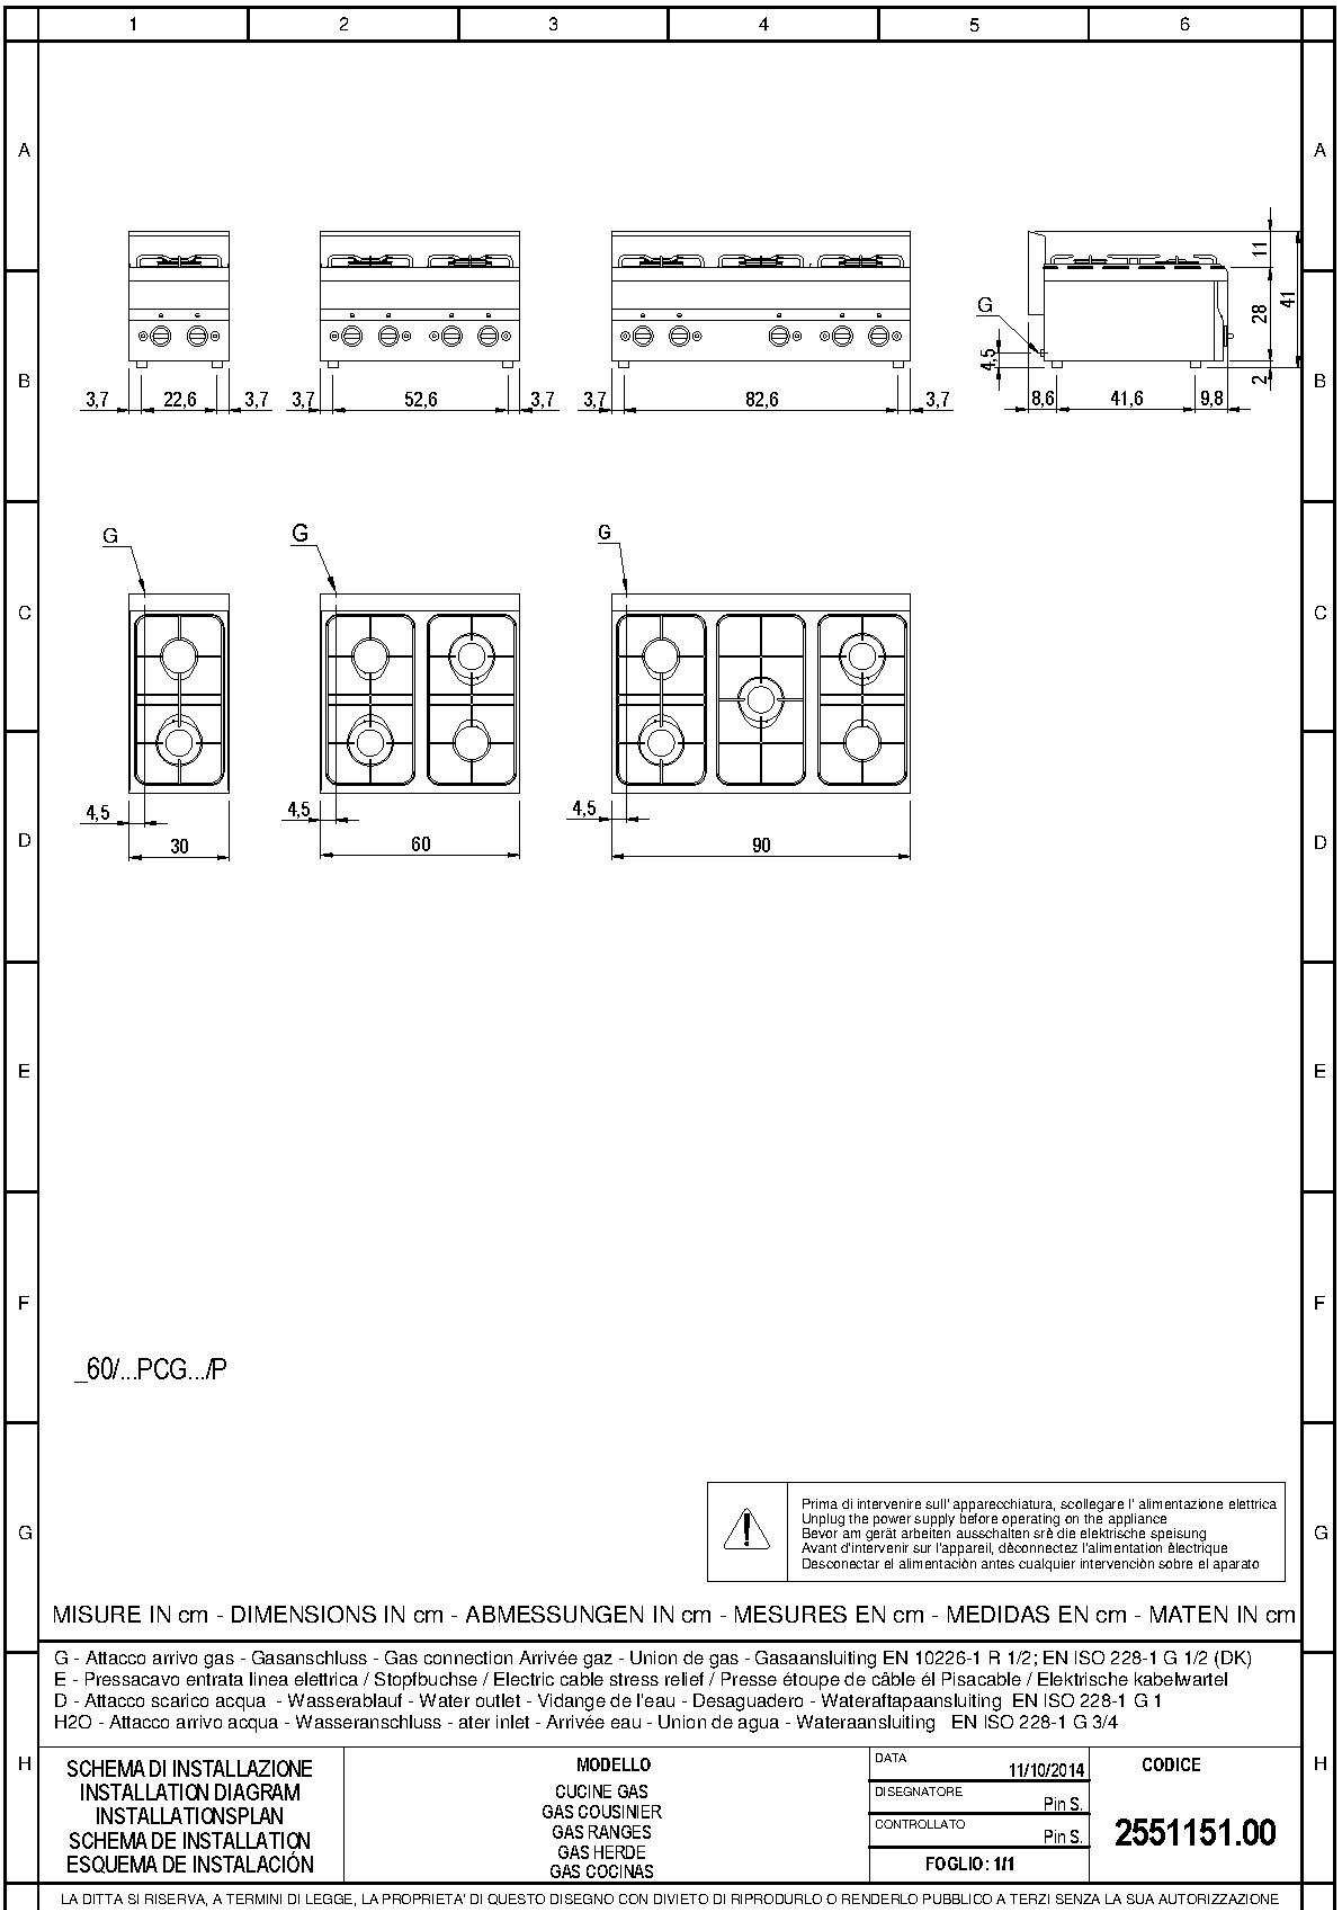 1 2 3 4 5 6
A A
11
28
41
G
4,5
2
B B
3,7 22,6 3,7 3,7 52,6 3,7 3,7 82,6 3,7 8,6 41,6 9,8
G G G
C C
4,5 4,5 4,5
30 60 90
D D
E E
F F
_60/...PCG.../P
Prima di intervenire sull' apparecchiatura, scollegare l' alimentazione elettrica
Unplug the power supply before operating on the appliance
Bevor am gerät arbeiten ausschalten srè die elektrische speisung
Avant d'intervenir sur l'appareil, dèconnectez l'alimentation èlectrique
Desconectar el alimentaciòn antes cualquier intervenciòn sobre el aparato
G G
MISURE IN cm - DIMENSIONS IN cm - ABMESSUNGEN IN cm - MESURES EN cm - MEDIDAS EN cm - MATEN IN cm
G - Attacco arrivo gas - Gasanschluss - Gas connection Arrivée gaz - Union de gas - Gasaansluiting EN 10226-1 R 1/2; EN ISO 228-1 G 1/2 (DK)
E - Pressacavo entrata linea elettrica / Stopfbuchse / Electric cable stress relief / Presse étoupe de câble él Pisacable / Elektrische kabelwartel
D - Attacco scarico acqua - Wasserablauf - Water outlet - Vidange de l'eau - Desaguadero - Wateraftapaansluiting EN ISO 228-1 G 1
H2O - Attacco arrivo acqua - Wasseranschluss - ater inlet - Arrivée eau - Union de agua - Wateraansluiting EN ISO 228-1 G 3/4
H H
SCHEMA DI INSTALLAZIONE
INSTALLATION DIAGRAM
INSTALLATIONSPLAN
SCHEMA DE INSTALLATION
ESQUEMA DE INSTALACIÓN
MODELLO
CUCINE GAS
GAS COUSINIER
GAS RANGES
GAS HERDE
GAS COCINAS
DATA 11/10/2014
DISEGNATORE Pin S.
CONTROLLATO Pin S.
FOGLIO: 1/1
CODICE
2551151.00
LA DITTA SI RISERVA, A TERMINI DI LEGGE, LA PROPRIETA' DI QUESTO DISEGNO CON DIVIETO DI RIPRODURLO O RENDERLO PUBBLICO A TERZI SENZA LA SUA AUTORIZZAZIONE